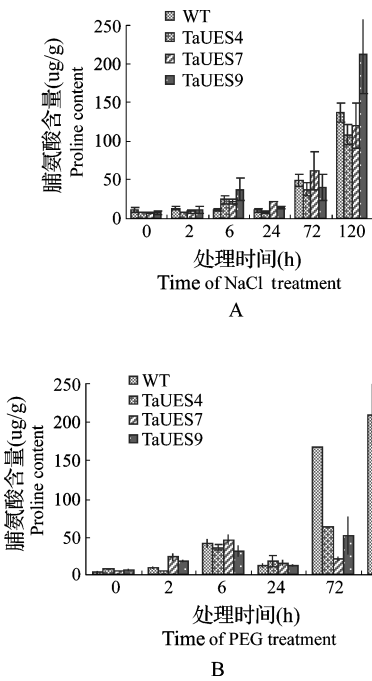 WT
TaUES4
TaUES7
TaUES9
脯氨酸含量(ug/g)
Proline content
250
200
150
100
50
0
0 2 6 24 72 120
处理时间(h)
Time of NaCl treatment
A
WT
TaUES4
TaUES7
TaUES9
脯氨酸含量(ug/g)
Proline content
250
200
150
100
50
0
0 2 6 24 72
处理时间(h)
Time of PEG treatment
B